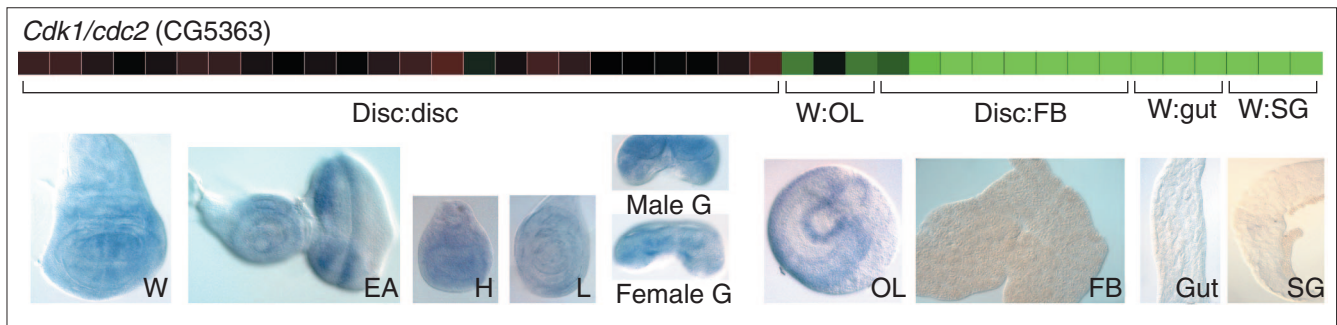 Cdk1/cdc2 (CG5363)
Disc:disc
W:OL
Disc:FB
W:gut
W:SG
W
EA
H
L
Male G
Female G
OL
FB
Gut
SG